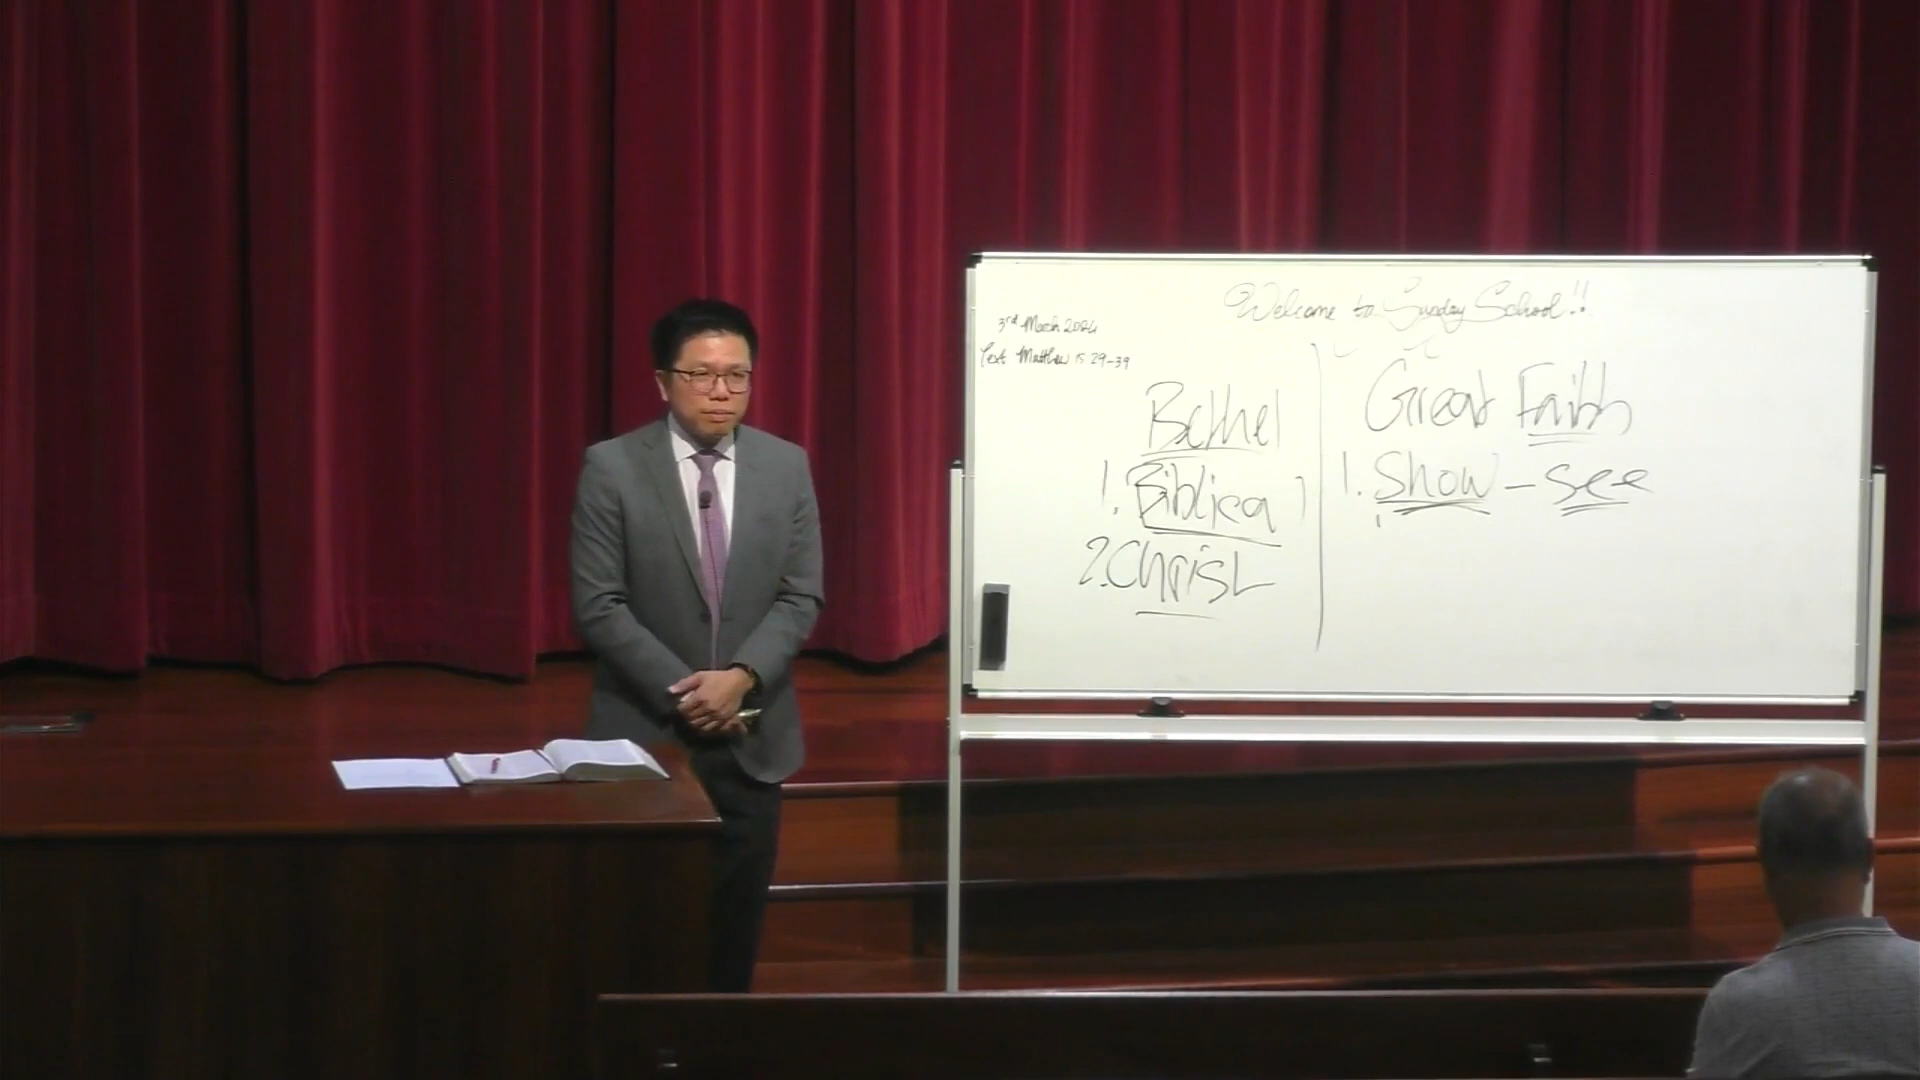 Welcome to Sunday School!!
3rd March 2024
Text Matthew 15:29-39
Bethel
1. Biblical
2. Christ
Great Faith
1. Show - See